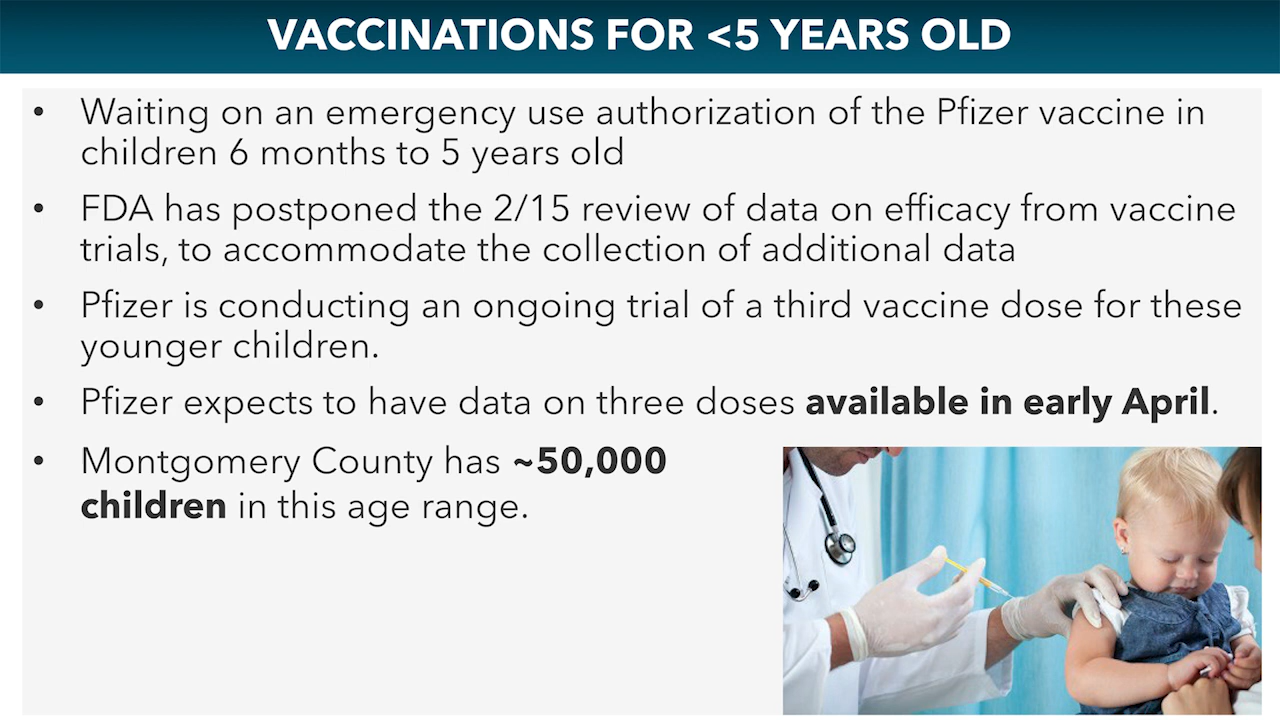 VACCINATIONS FOR <5 YEARS OLD
• Waiting on an emergency use authorization of the Pfizer vaccine in
children 6 months to 5 years old
• FDA has postponed the 2/15 review of data on efficacy from vaccine
trials, to accommodate the collection of additional data
• Pfizer is conducting an ongoing trial of a third vaccine dose for these
younger children.
• Pfizer expects to have data on three doses available in early April.
• Montgomery County has ~50,000
children in this age range.